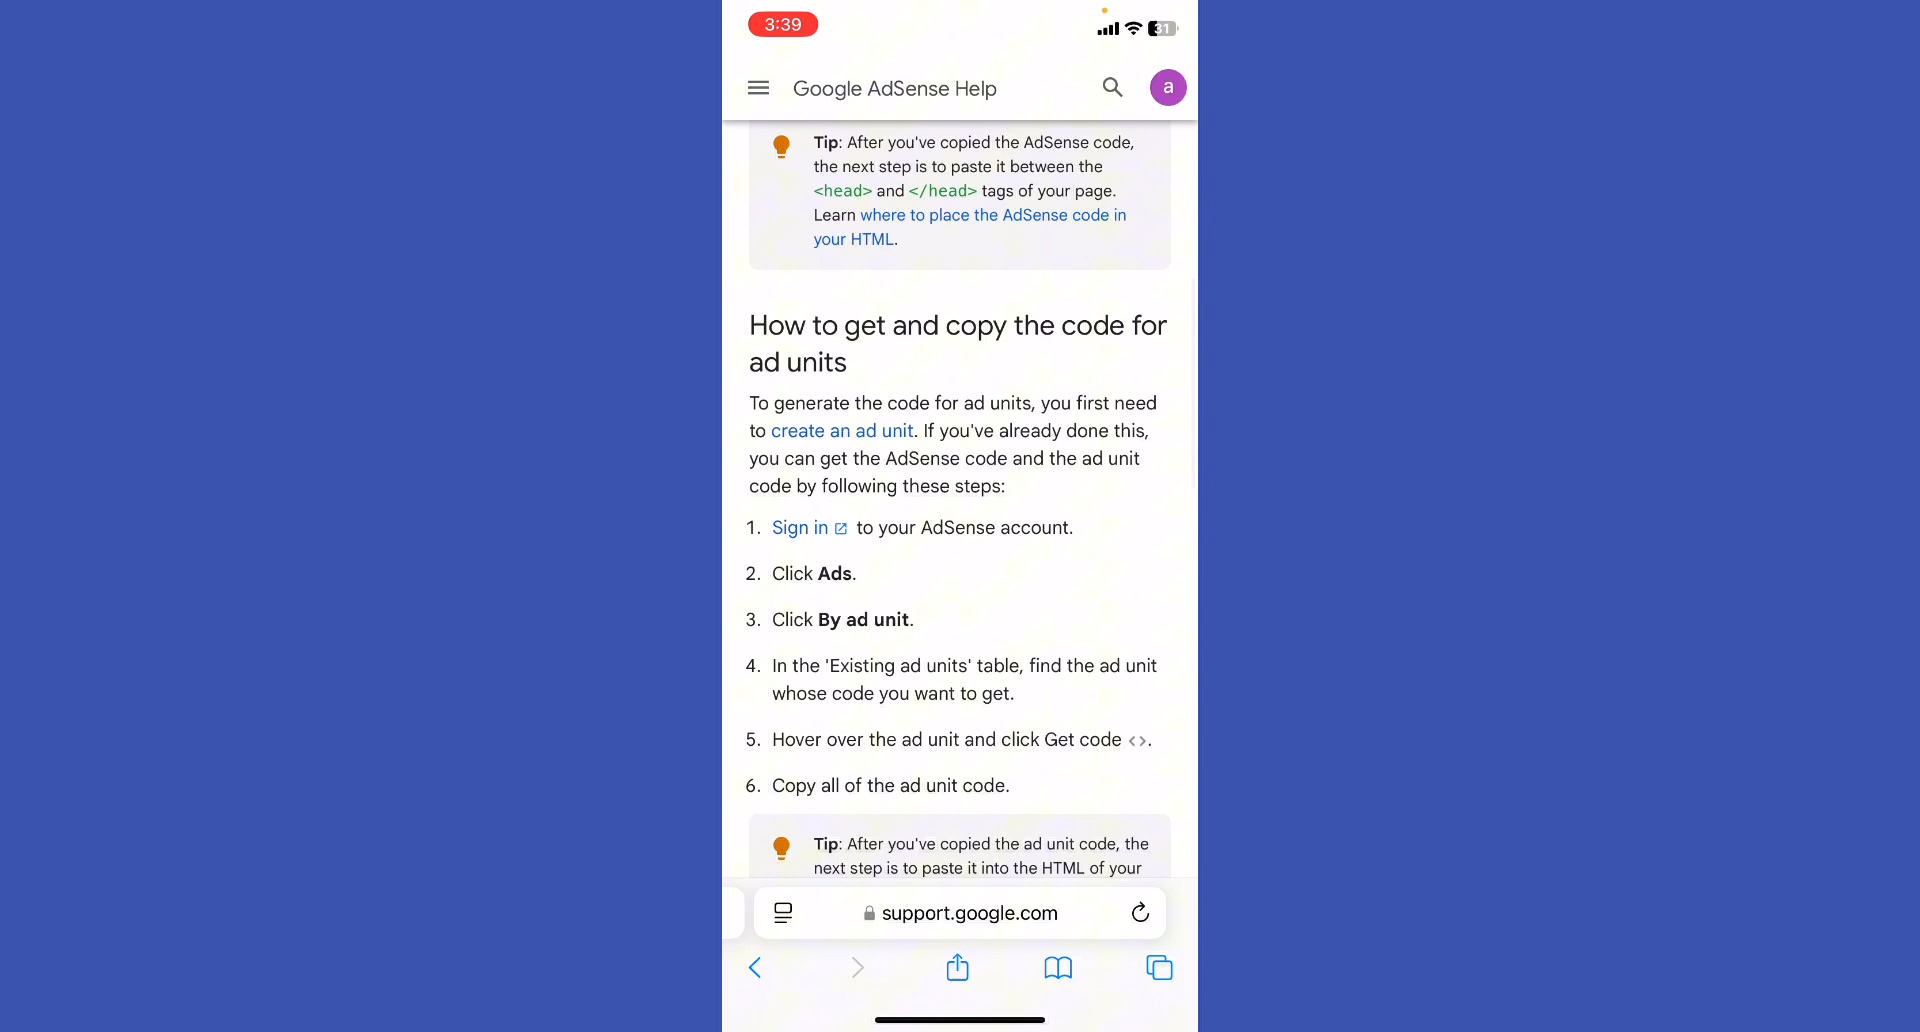 3:39
31
Google AdSense Help
a
Tip: After you've copied the AdSense code,
the next step is to paste it between the
<head> and </head> tags of your page.
Learn where to place the AdSense code in
your HTML.
How to get and copy the code for
ad units
To generate the code for ad units, you first need
to create an ad unit. If you've already done this,
you can get the AdSense code and the ad unit
code by following these steps:
1. Sign in to your AdSense account.
2. Click Ads.
3. Click By ad unit.
4. In the 'Existing ad units' table, find the ad unit
whose code you want to get.
5. Hover over the ad unit and click Get code <>.
6. Copy all of the ad unit code.
Tip: After you've copied the ad unit code, the
next step is to paste it into the HTML of your
support.google.com